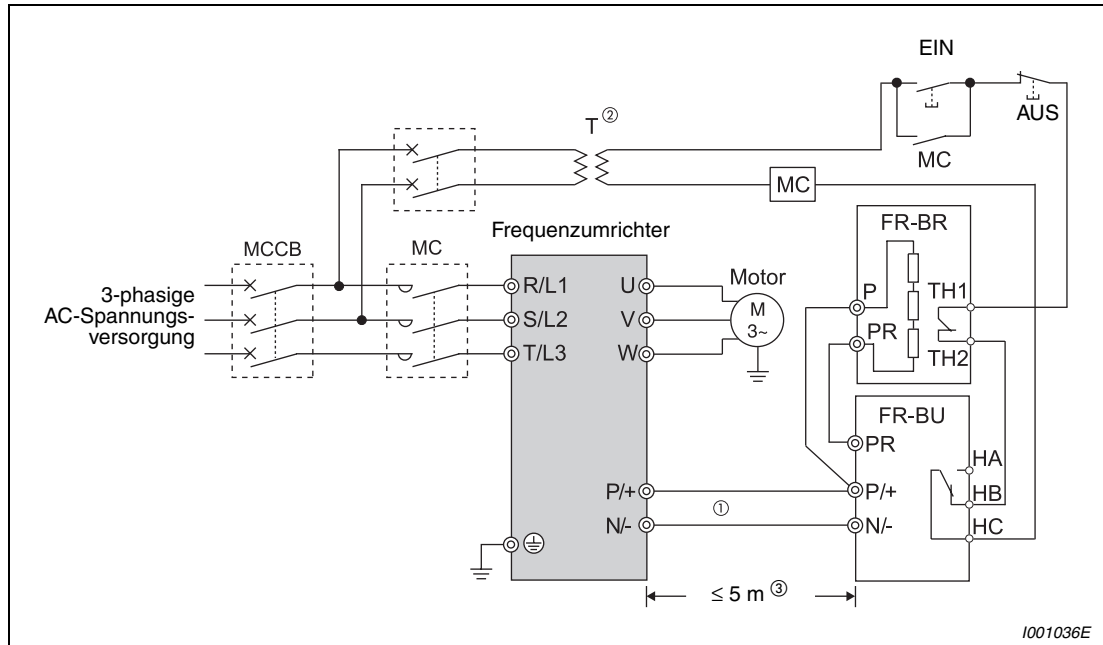 EIN
AUS
MC
T ②
MC
Frequenzumrichter
MCCB
MC
3-phasige
AC-Spannungs-
versorgung
R/L1
S/L2
T/L3
U
V
W
Motor
M
3~
P/+
N/-
①
≤ 5 m ③
FR-BR
P
PR
TH1
TH2
FR-BU
PR
P/+
N/-
HA
HB
HC
I001036E